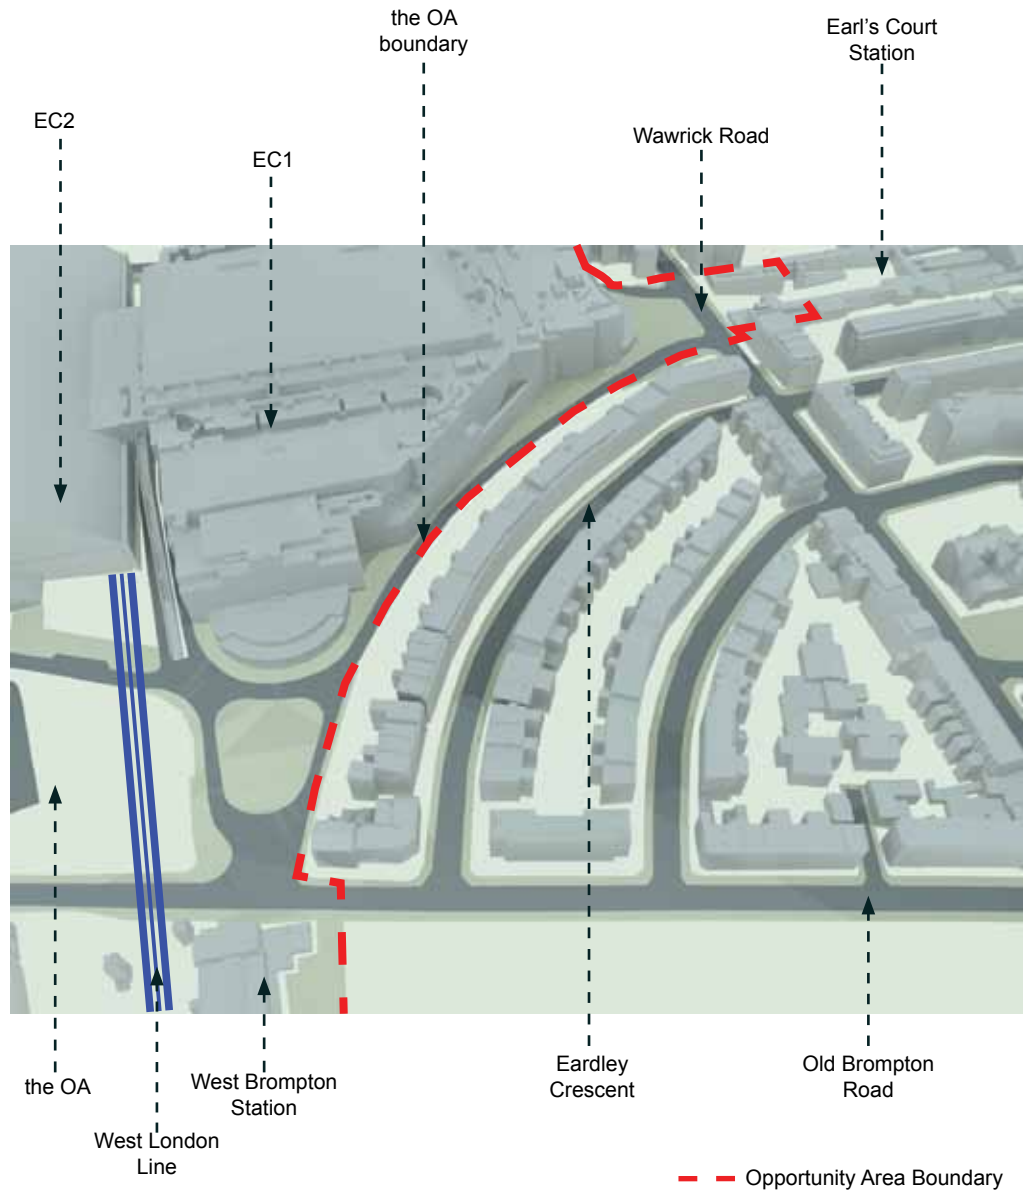 the OA
boundary
Earl's Court
Station
EC2
Wawrick Road
EC1
the OA
West Brompton
Station
Eardley
Crescent
Old Brompton
Road
West London
Line
Opportunity Area Boundary